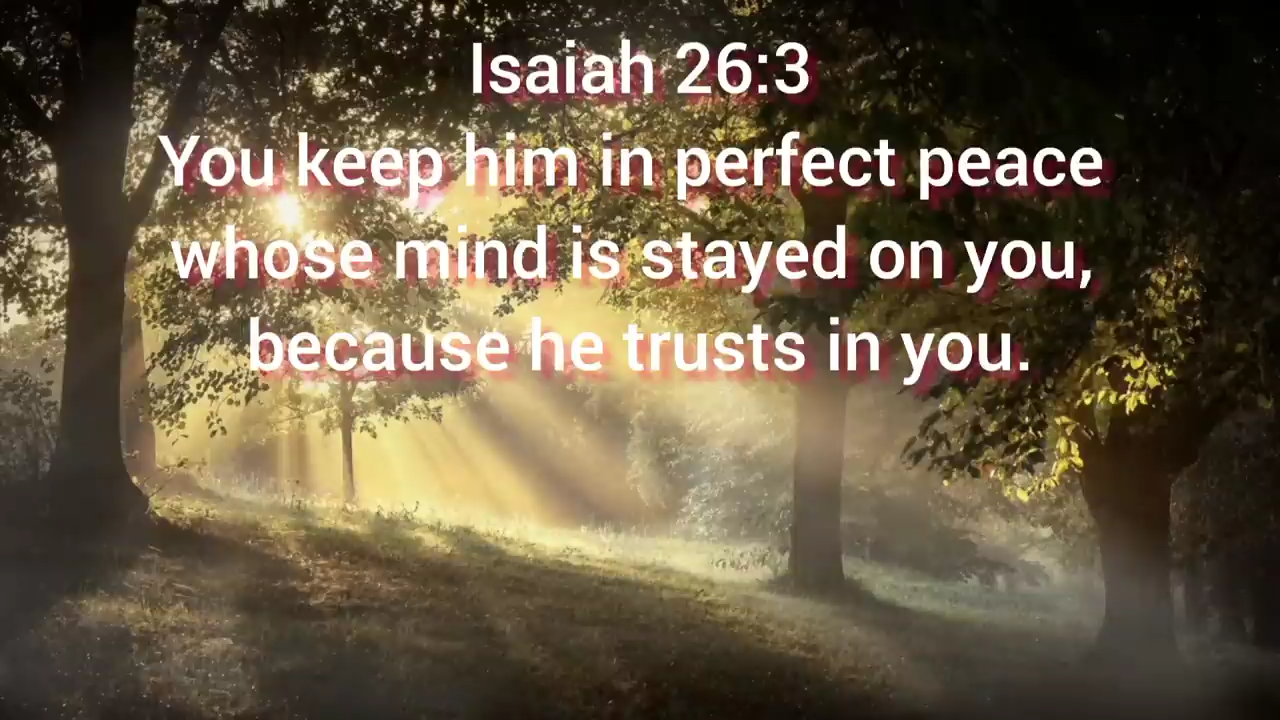 Isaiah 26:3
You keep him in perfect peace
whose mind is stayed on you,
because he trusts in you.